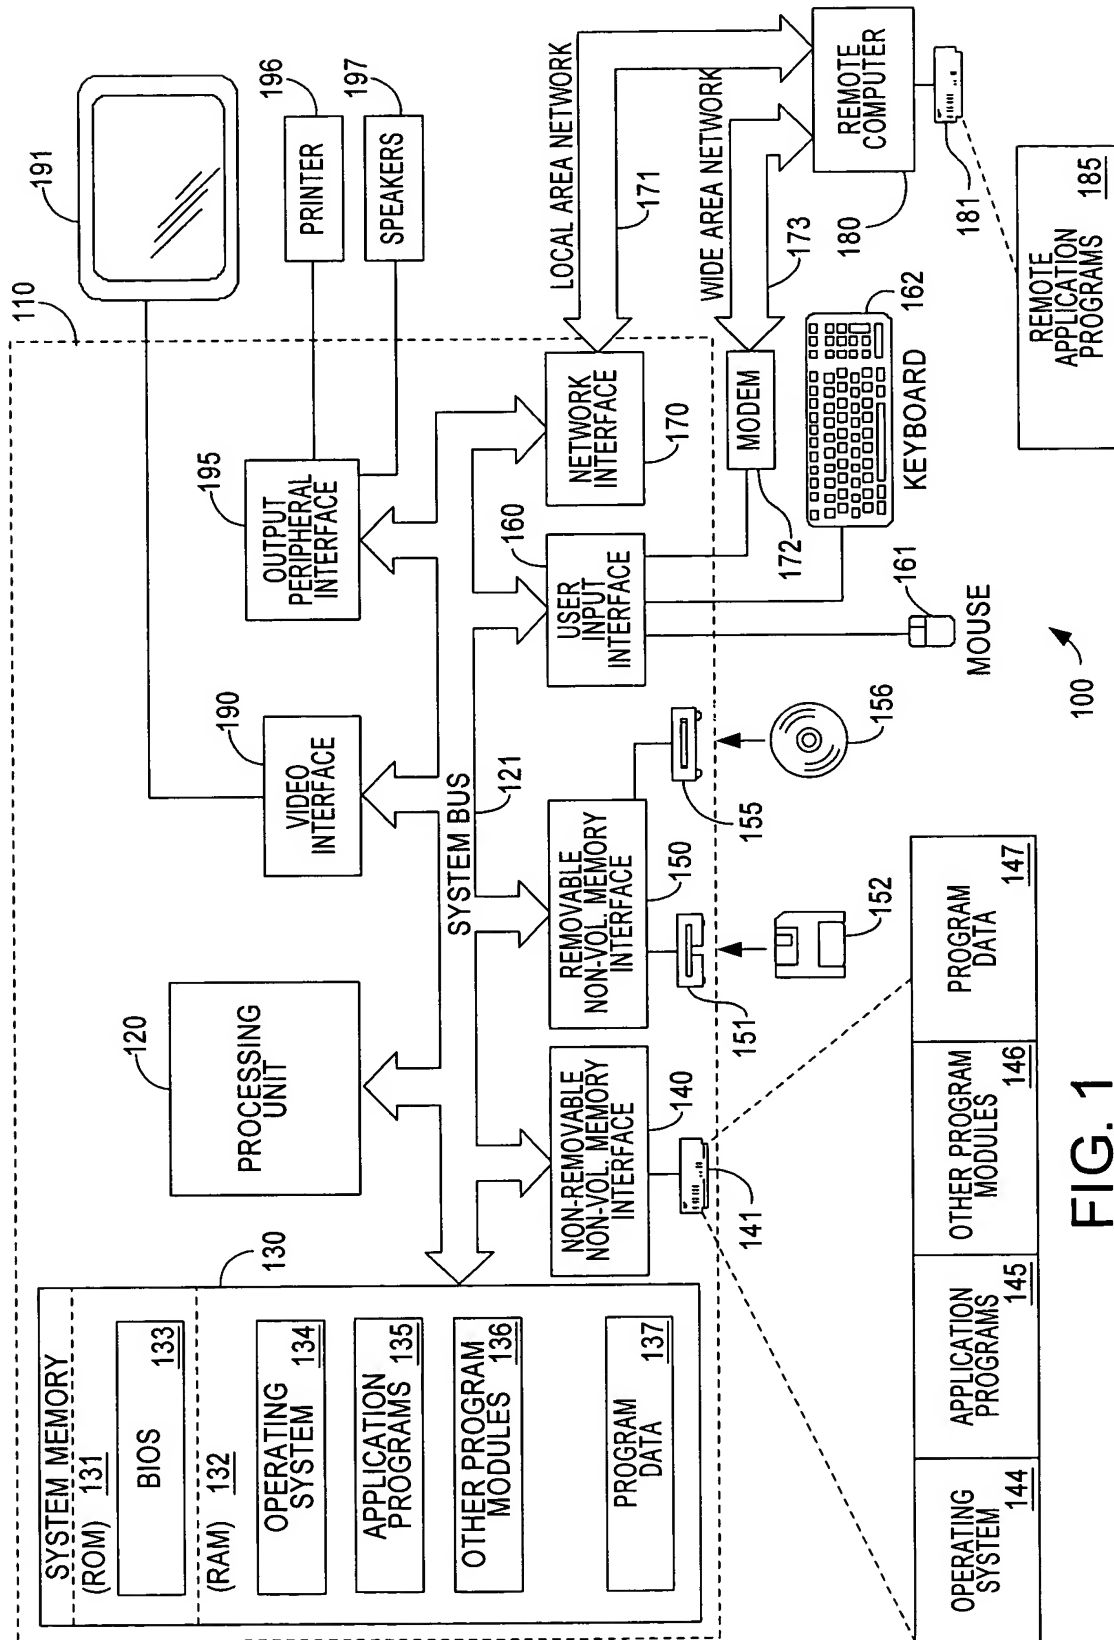 SYSTEM MEMORY
(ROM) 131
BIOS
133
(RAM) 132
OPERATING
SYSTEM
134
APPLICATION
PROGRAMS
135
OTHER PROGRAM
MODULES
136
PROGRAM
DATA
137
130
120
PROCESSING
UNIT
190
VIDEO
INTERFACE
195
OUTPUT
PERIPHERAL
INTERFACE
110
191
PRINTER
196
SPEAKERS
197
SYSTEM BUS
121
NON-REMOVABLE
NON-VOL. MEMORY
INTERFACE
140
REMOVABLE
NON-VOL. MEMORY
INTERFACE
150
USER
INPUT
INTERFACE
160
NETWORK
INTERFACE
170
LOCAL AREA NETWORK
171
WIDE AREA NETWORK
173
MODEM
172
REMOTE
COMPUTER
180
181
141
151
152
155
156
161
MOUSE
162
KEYBOARD
REMOTE
APPLICATION
PROGRAMS
185
OPERATING
SYSTEM
144
APPLICATION
PROGRAMS
145
OTHER PROGRAM
MODULES
146
PROGRAM
DATA
147
100
FIG. 1